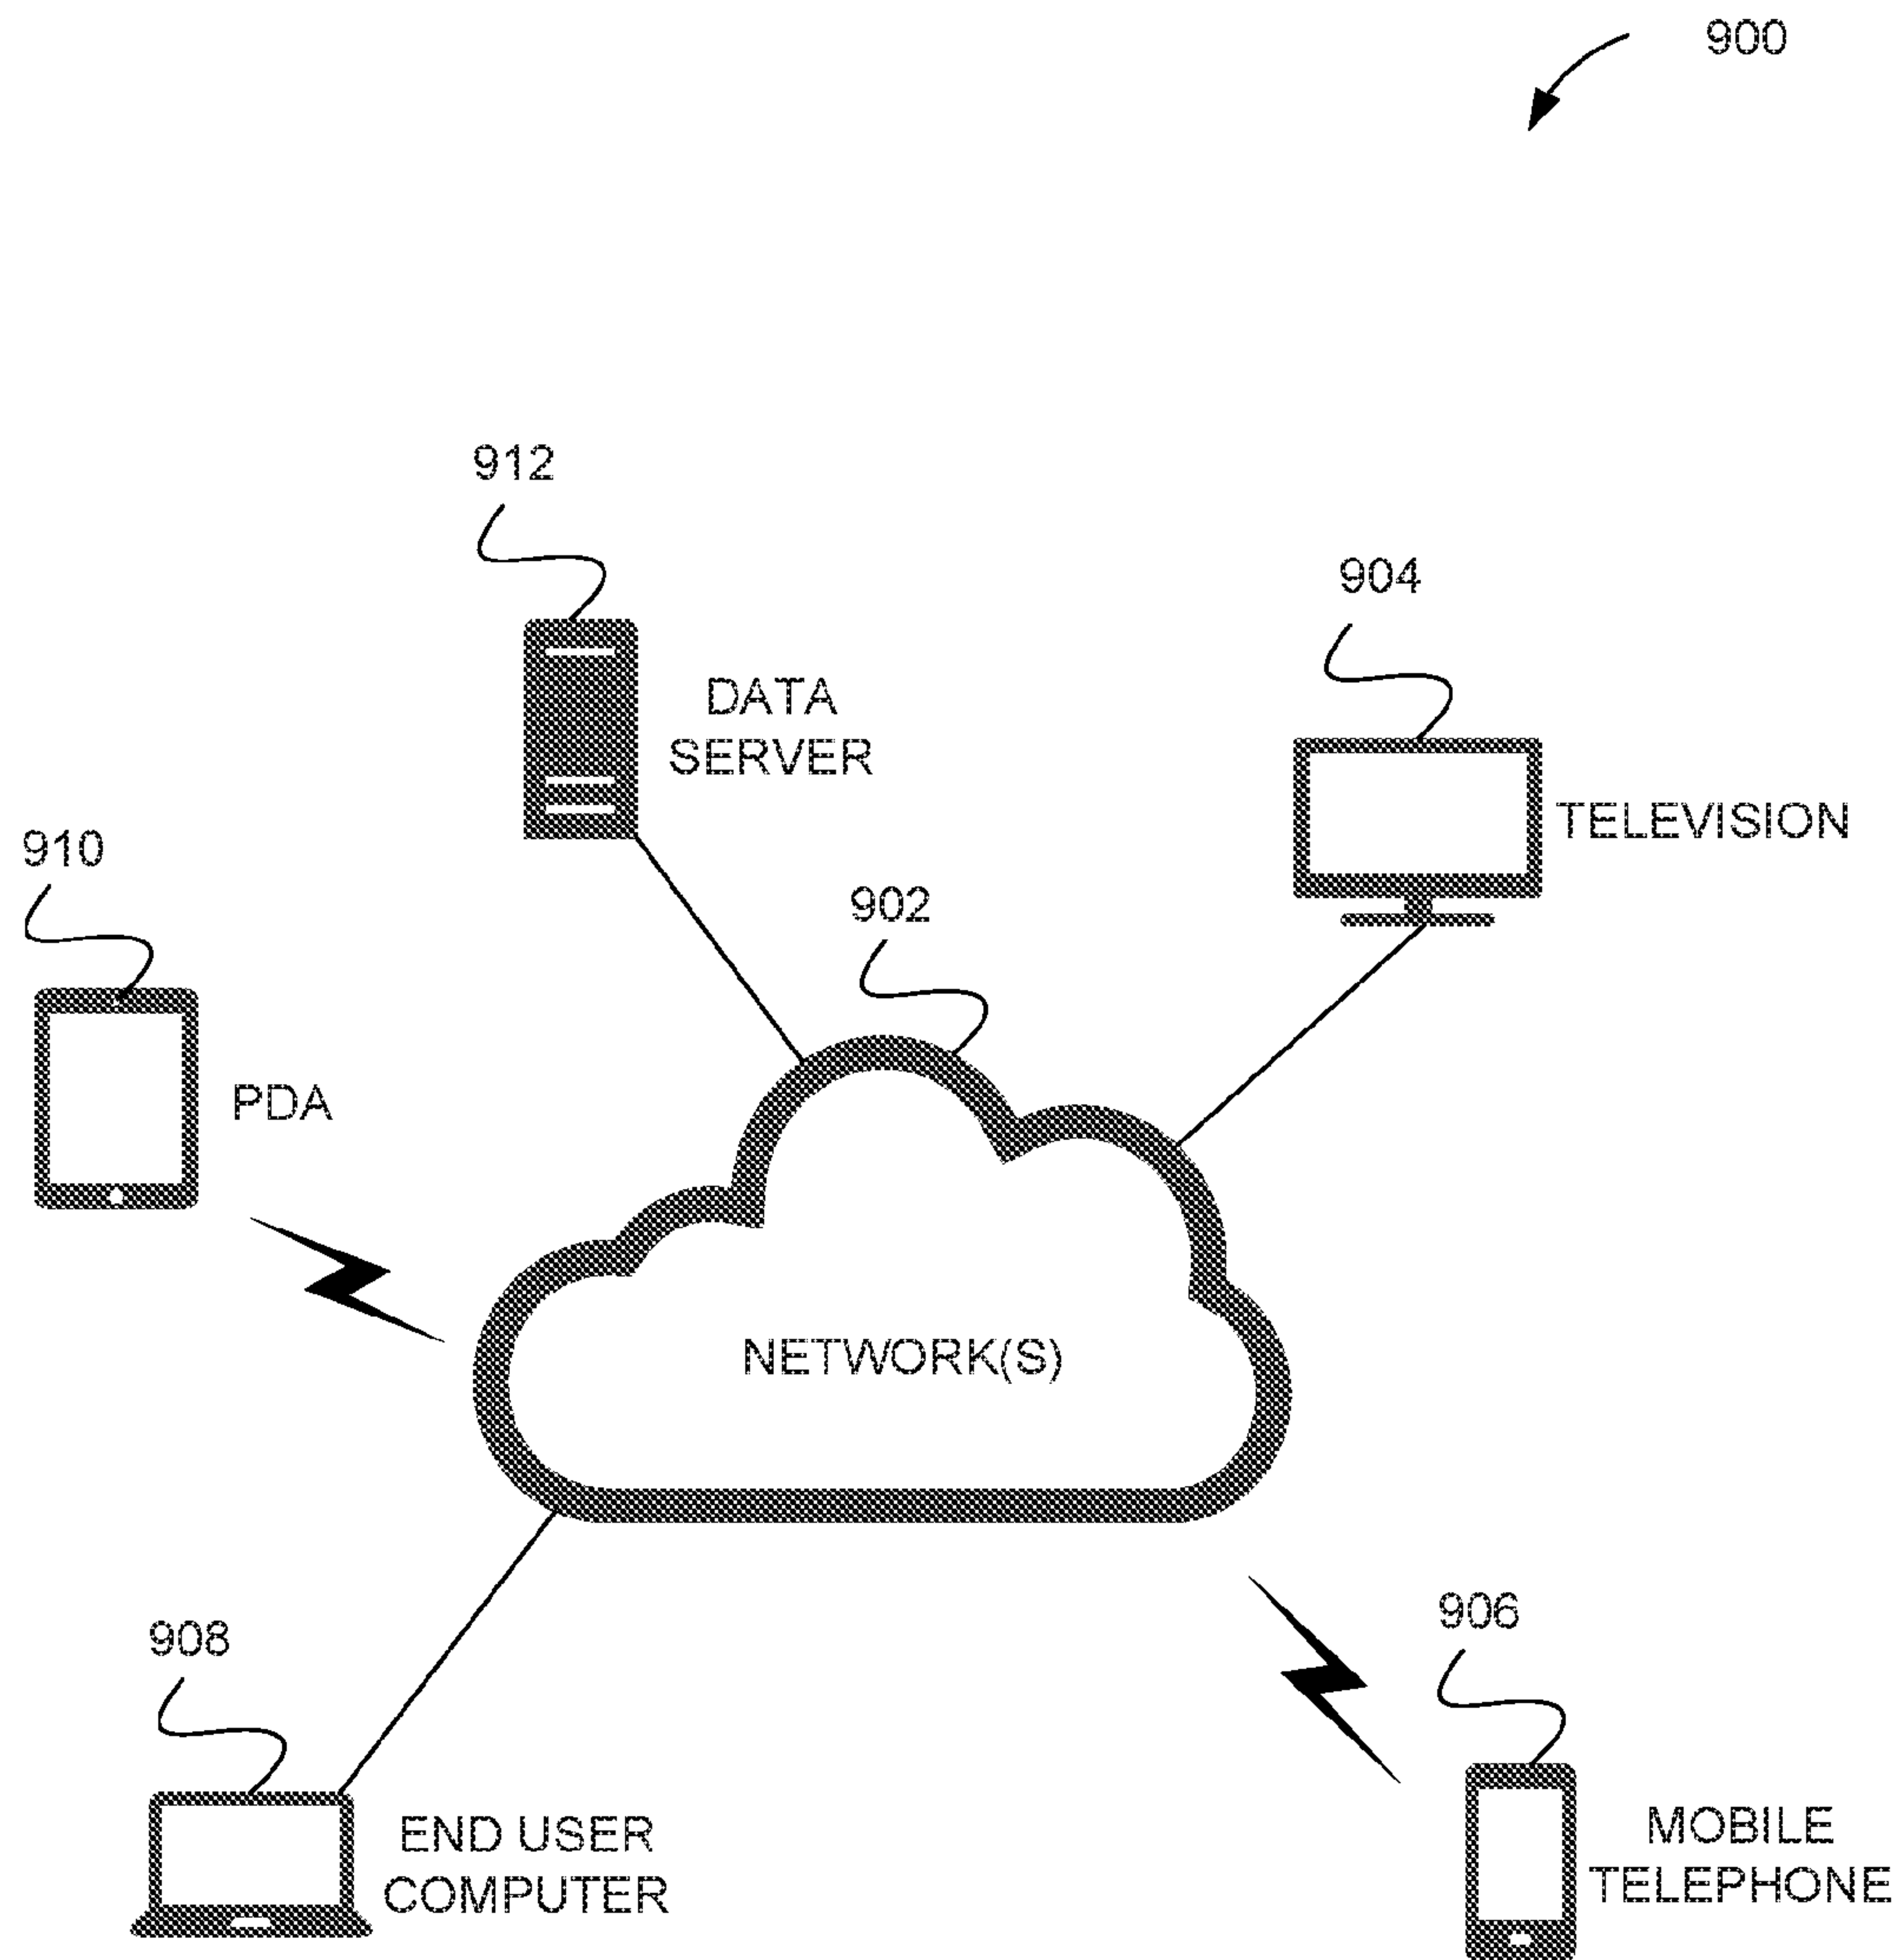 900
912
904
DATA
SERVER
TELEVISION
910
902
PDA
NETWORK(S)
908
906
END USER
COMPUTER
MOBILE
TELEPHONE